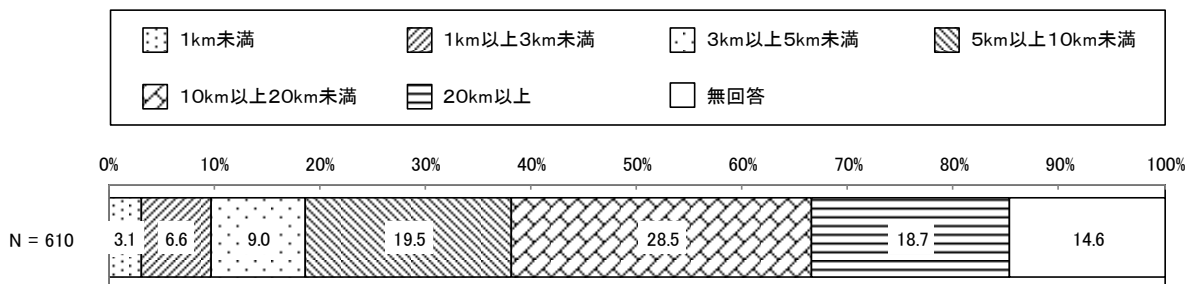 1km未満 1km以上3km未満 3km以上5km未満 5km以上10km未満
10km以上20km未満 20km以上 無回答
0% 10% 20% 30% 40% 50% 60% 70% 80% 90% 100%
N = 610 3.1 6.6 9.0 19.5 28.5 18.7 14.6